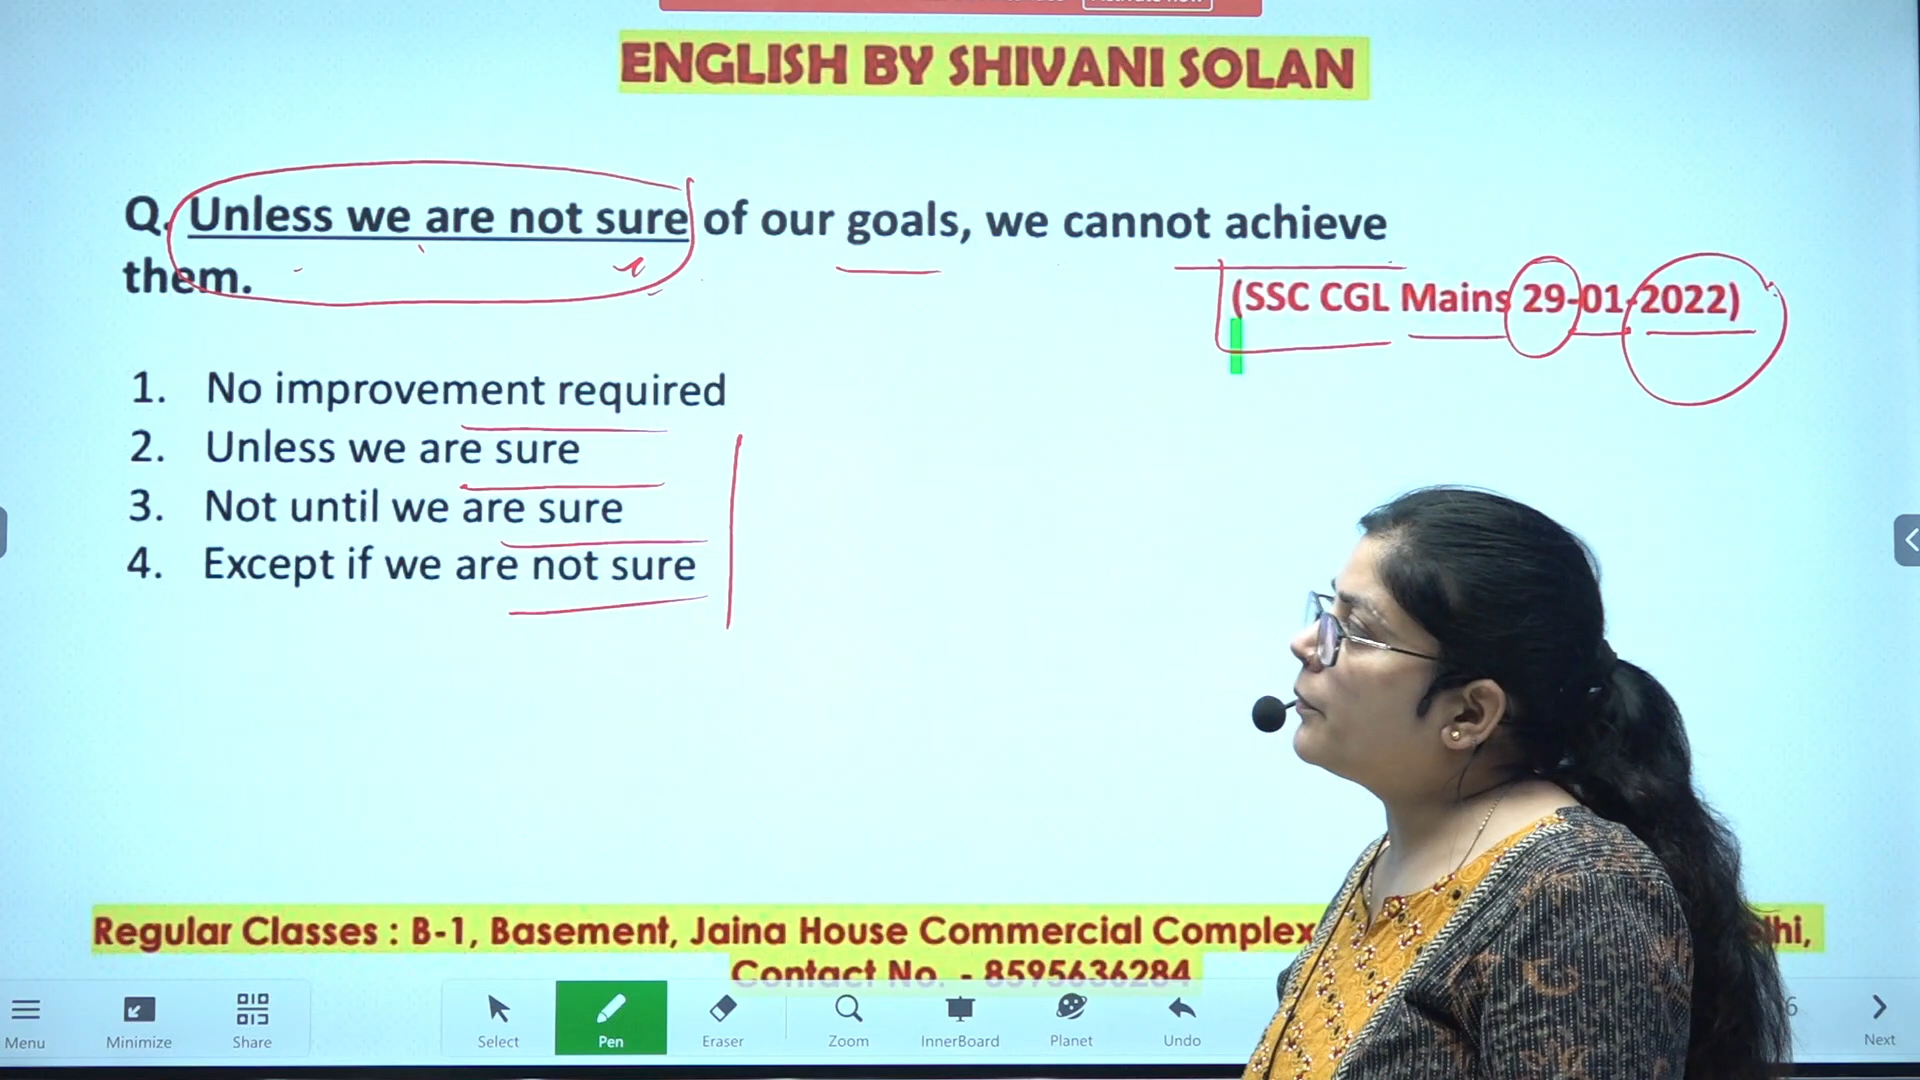 ENGLISH BY SHIVANI SOLAN
Q. Unless we are not sure of our goals, we cannot achieve
them.
(SSC CGL Mains 29-01-2022)
1. No improvement required
2. Unless we are sure
3. Not until we are sure
4. Except if we are not sure
Regular Classes : B-1, Basement, Jaina House Commercial Complex hi,
Contact No. - 8595636284
Menu
Minimize
Share
Select
Pen
Eraser
Zoom
InnerBoard
Planet
Undo
6
Next